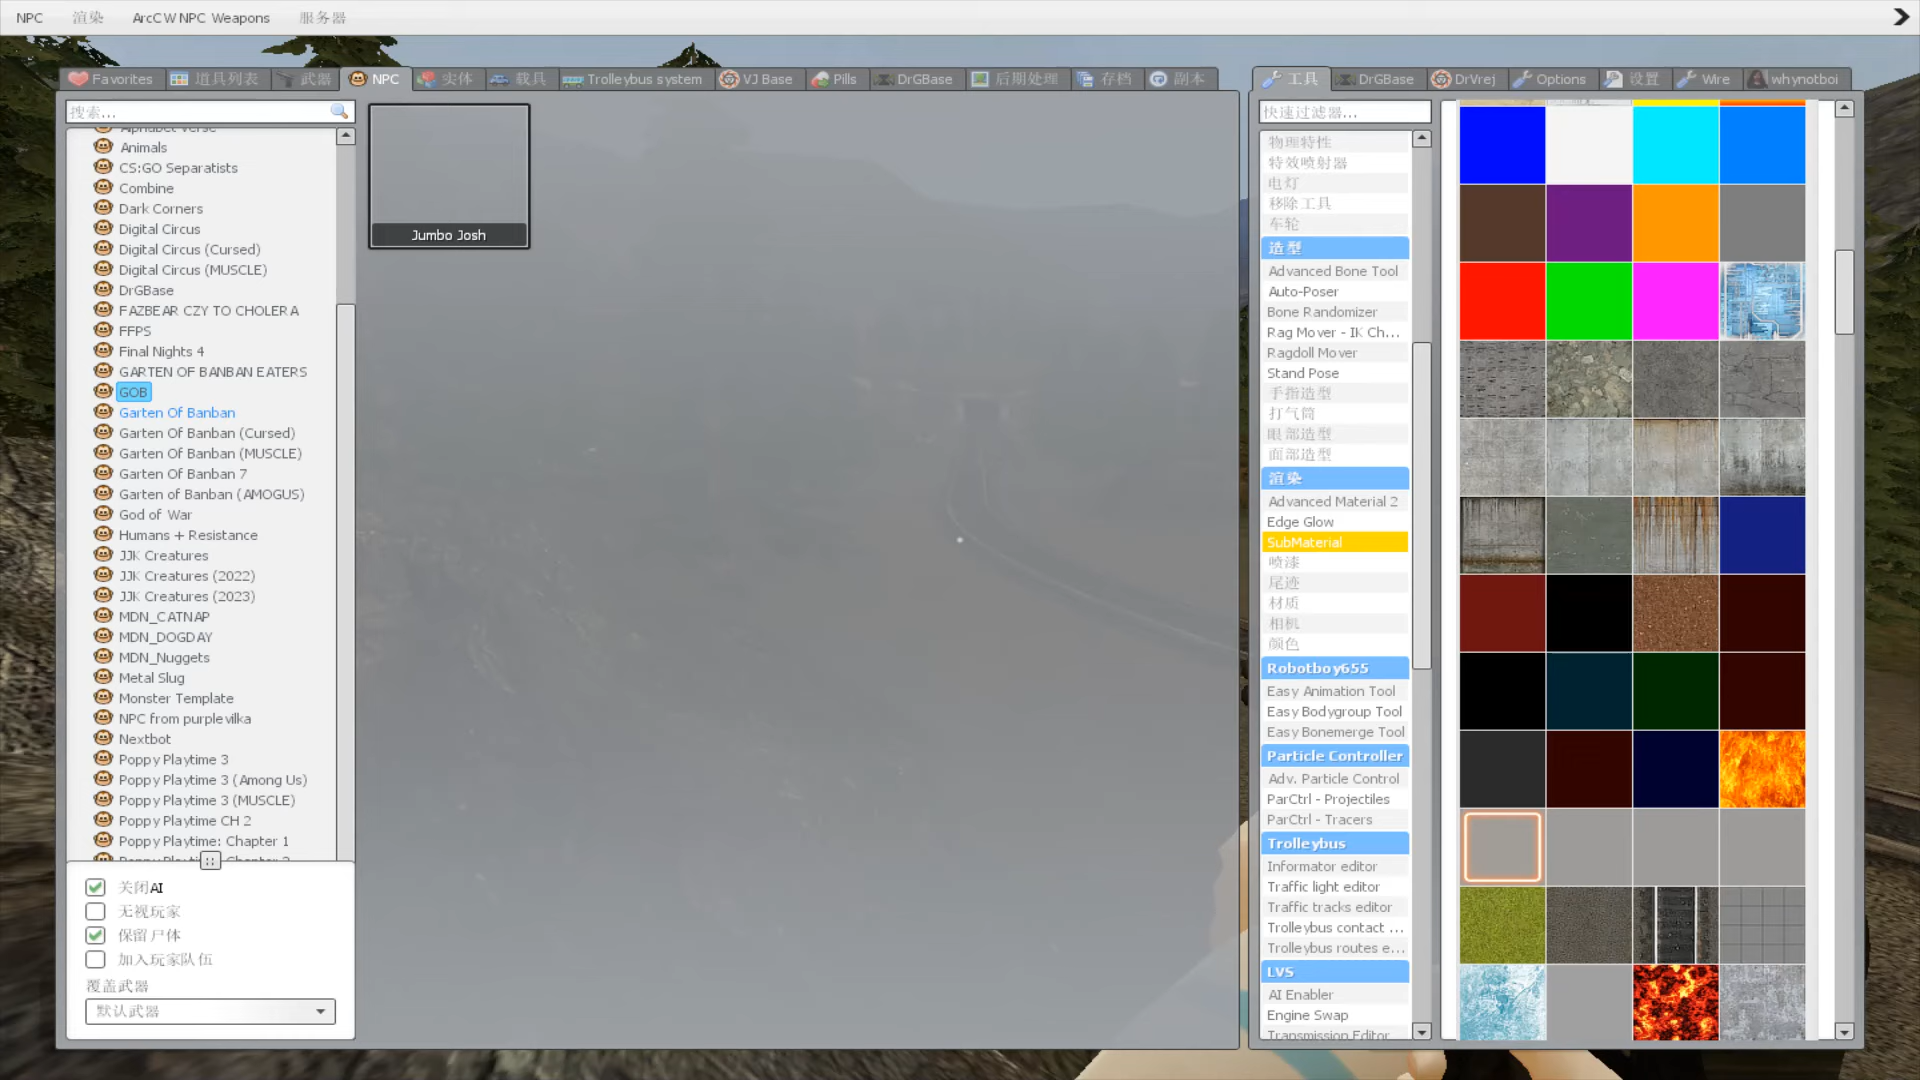 NPC 渲染 ArcCW NPC Weapons 服务器
Favorites 道具列表 武器 NPC 实体 载具 Trolleybus system VJ Base Pills DrGBase 后期处理 存档 副本
搜索...
Animals
CS:GO Separatists
Combine
Dark Corners
Digital Circus
Digital Circus (Cursed)
Digital Circus (MUSCLE)
DrGBase
FAZBEAR CZY TO CHOLERA
FFPS
Final Nights 4
GARTEN OF BANBAN EATERS
GOB
Garten Of Banban
Garten Of Banban (Cursed)
Garten Of Banban (MUSCLE)
Garten Of Banban 7
Garten of Banban (AMOGUS)
God of War
Humans + Resistance
JJK Creatures
JJK Creatures (2022)
JJK Creatures (2023)
MDN_CATNAP
MDN_DOGDAY
MDN_Nuggets
Metal Slug
Monster Template
NPC from purplevilka
Nextbot
Poppy Playtime 3
Poppy Playtime 3 (Among Us)
Poppy Playtime 3 (MUSCLE)
Poppy Playtime CH 2
Poppy Playtime: Chapter 1
关闭AI
无视玩家
保留尸体
加入玩家队伍
覆盖武器
默认武器
Jumbo Josh
工具 DrGBase DrVrej Options 设置 Wire whynotboi
快速过滤器...
物理特性
特效喷射器
电灯
移除工具
车轮
造型
Advanced Bone Tool
Auto-Poser
Bone Randomizer
Rag Mover - IK Ch...
Ragdoll Mover
Stand Pose
手指造型
打气筒
眼部造型
面部造型
渲染
Advanced Material 2
Edge Glow
SubMaterial
喷漆
尾迹
材质
相机
颜色
Robotboy655
Easy Animation Tool
Easy Bodygroup Tool
Easy Bonemerge Tool
Particle Controller
Adv. Particle Control
ParCtrl - Projectiles
ParCtrl - Tracers
Trolleybus
Informator editor
Traffic light editor
Traffic tracks editor
Trolleybus contact ...
Trolleybus routes e...
LVS
AI Enabler
Engine Swap
Transmission Editor